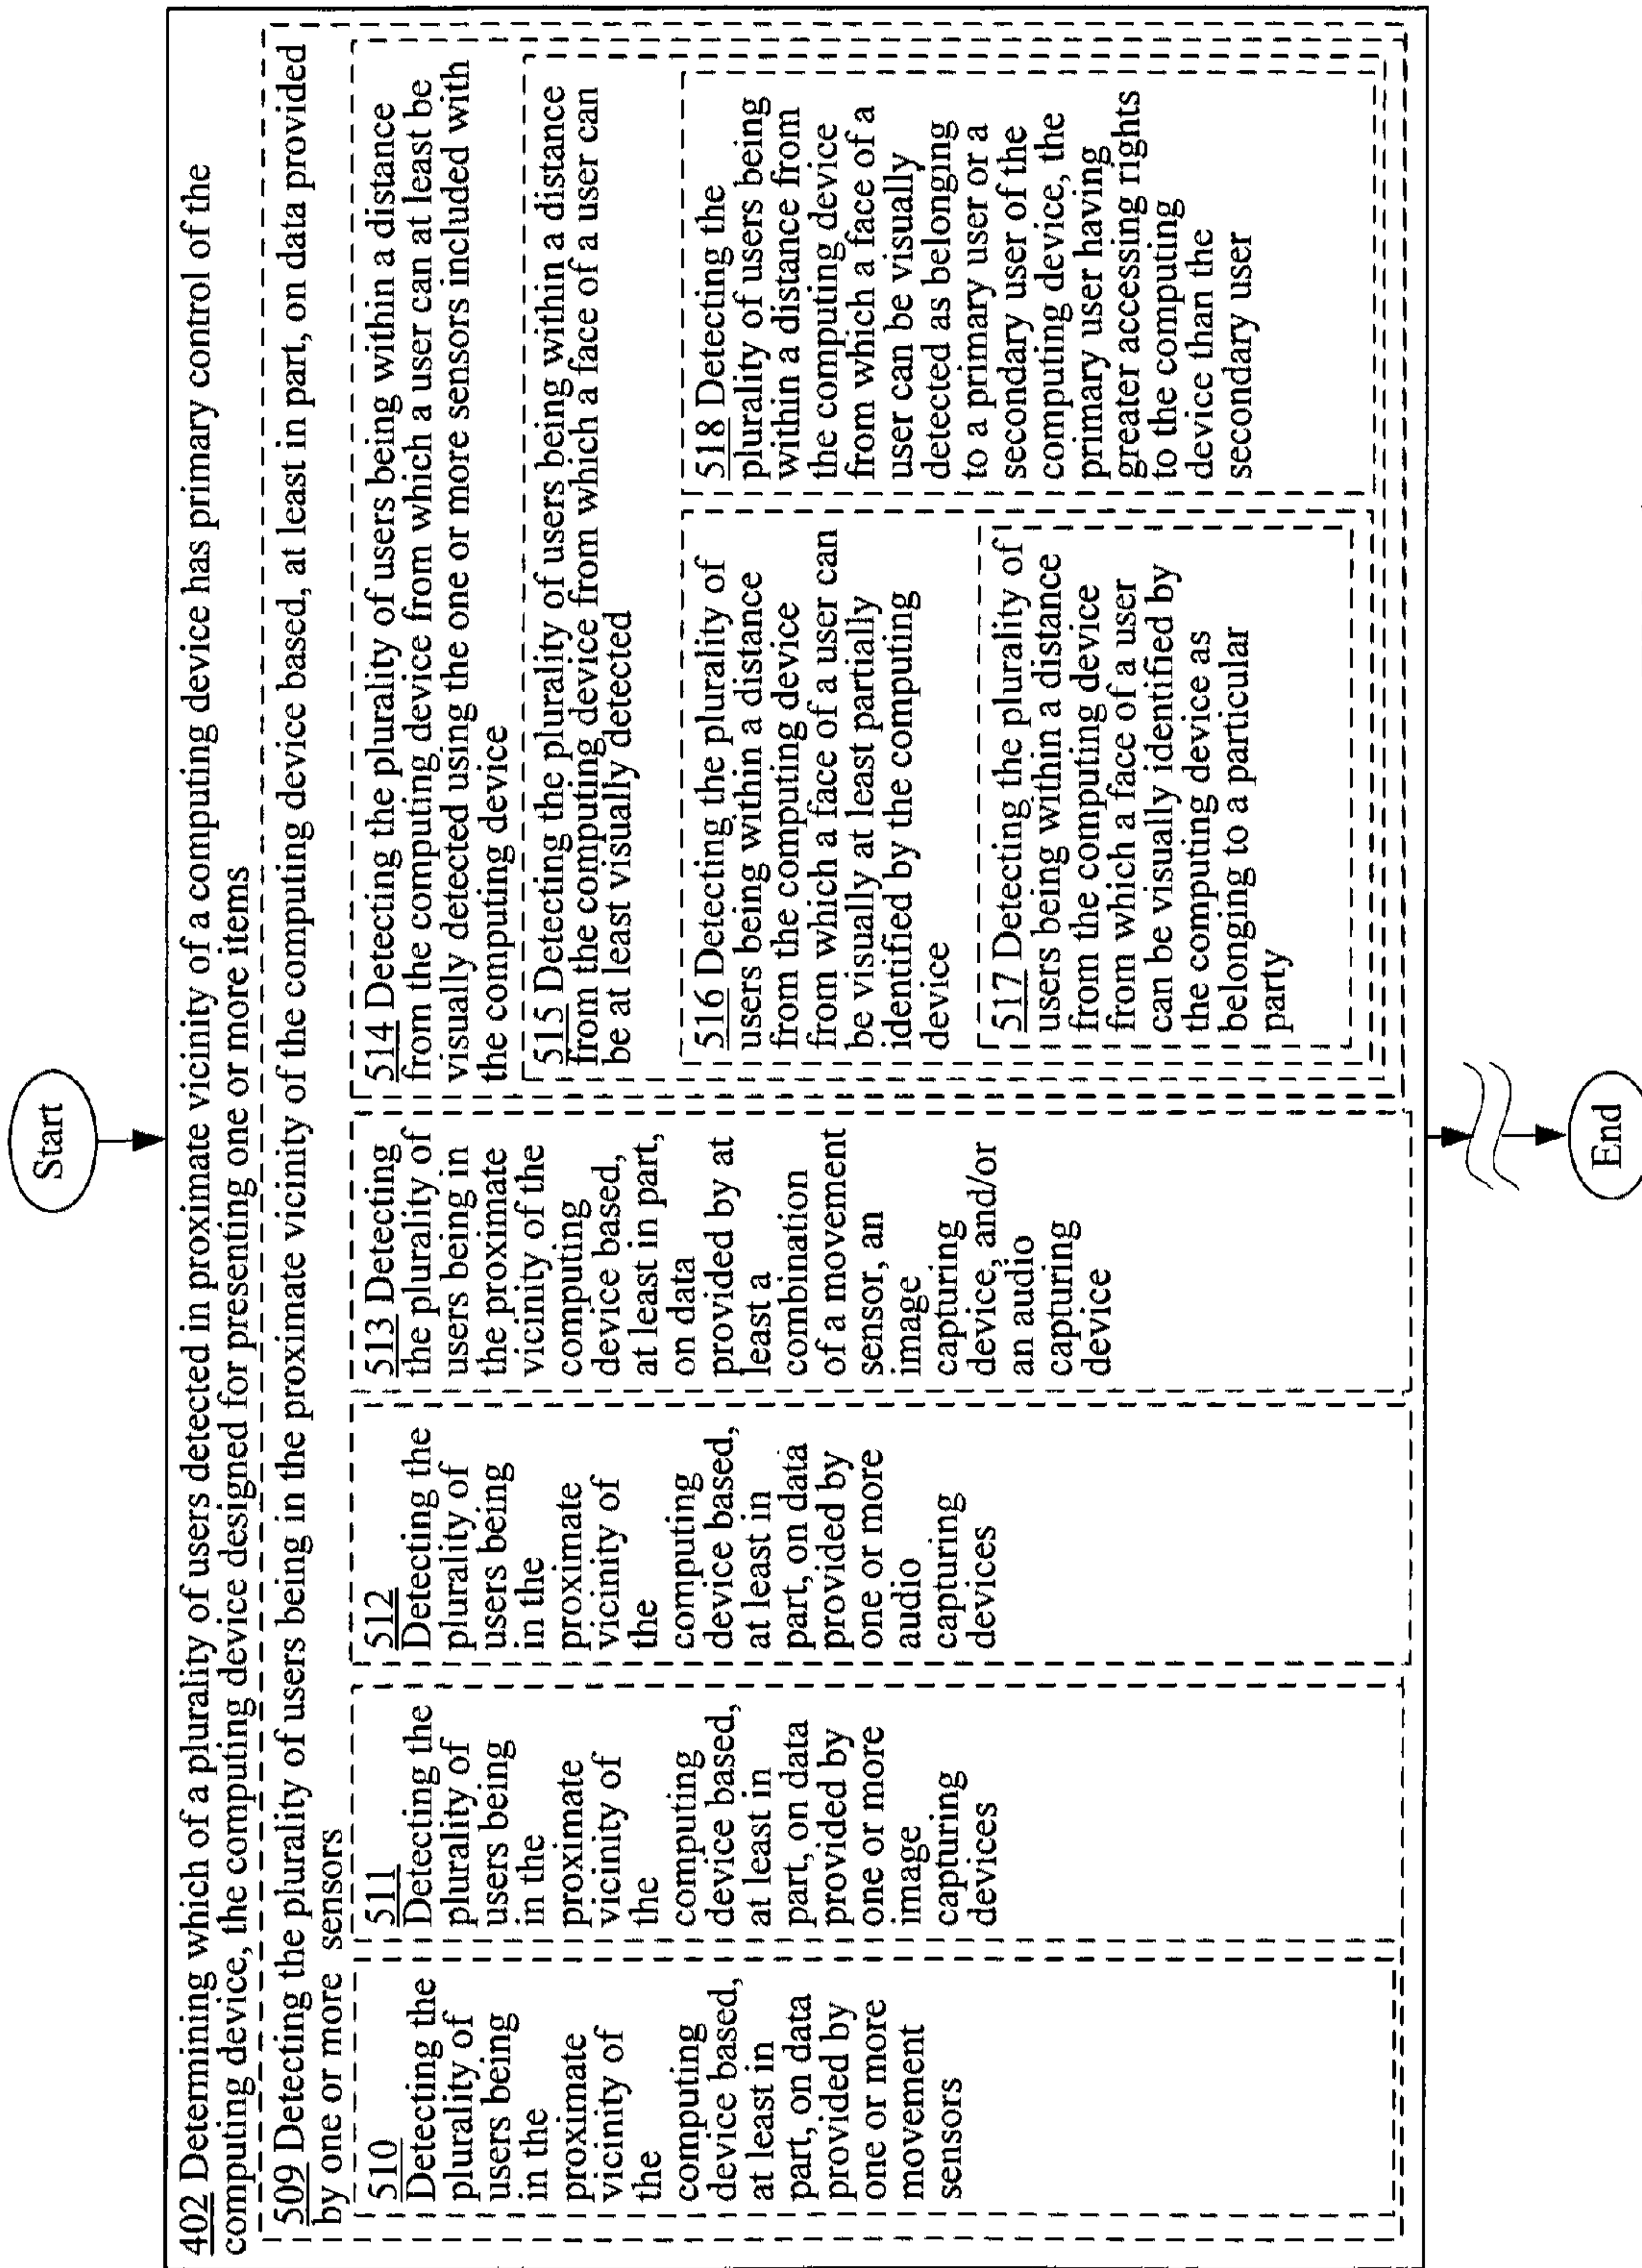 Start
402 Determining which of a plurality of users detected in proximate vicinity of a computing device has primary control of the
computing device, the computing device designed for presenting one or more items
509 Detecting the plurality of users being in the proximate vicinity of the computing device based, at least in part, on data provided
by one or more sensors
510
Detecting the
plurality of
users being
in the
proximate
vicinity of
the
computing
device based,
at least in
part, on data
provided by
one or more
movement
sensors
511
Detecting the
plurality of
users being
in the
proximate
vicinity of
the
computing
device based,
at least in
part, on data
provided by
one or more
image
capturing
devices
512
Detecting the
plurality of
users being
in the
proximate
vicinity of
the
computing
device based,
at least in
part, on data
provided by
one or more
audio
capturing
devices
513 Detecting
the plurality of
users being in
the proximate
vicinity of the
computing
device based,
at least in part,
on data
provided by at
least a
combination
of a movement
sensor, an
image
capturing
device, and/or
an audio
capturing
device
514 Detecting the plurality of users being within a distance
from the computing device from which a user can at least be
visually detected using the one or more sensors included with
the computing device
515 Detecting the plurality of users being within a distance
from the computing device from which a face of a user can
be at least visually detected
516 Detecting the plurality of
users being within a distance
from the computing device
from which a face of a user can
be visually at least partially
identified by the computing
device
517 Detecting the plurality of
users being within a distance
from the computing device
from which a face of a user
can be visually identified by
the computing device as
belonging to a particular
party
518 Detecting the
plurality of users being
within a distance from
the computing device
from which a face of a
user can be visually
detected as belonging
to a primary user or a
secondary user of the
computing device, the
primary user having
greater accessing rights
to the computing
device than the
secondary user
End